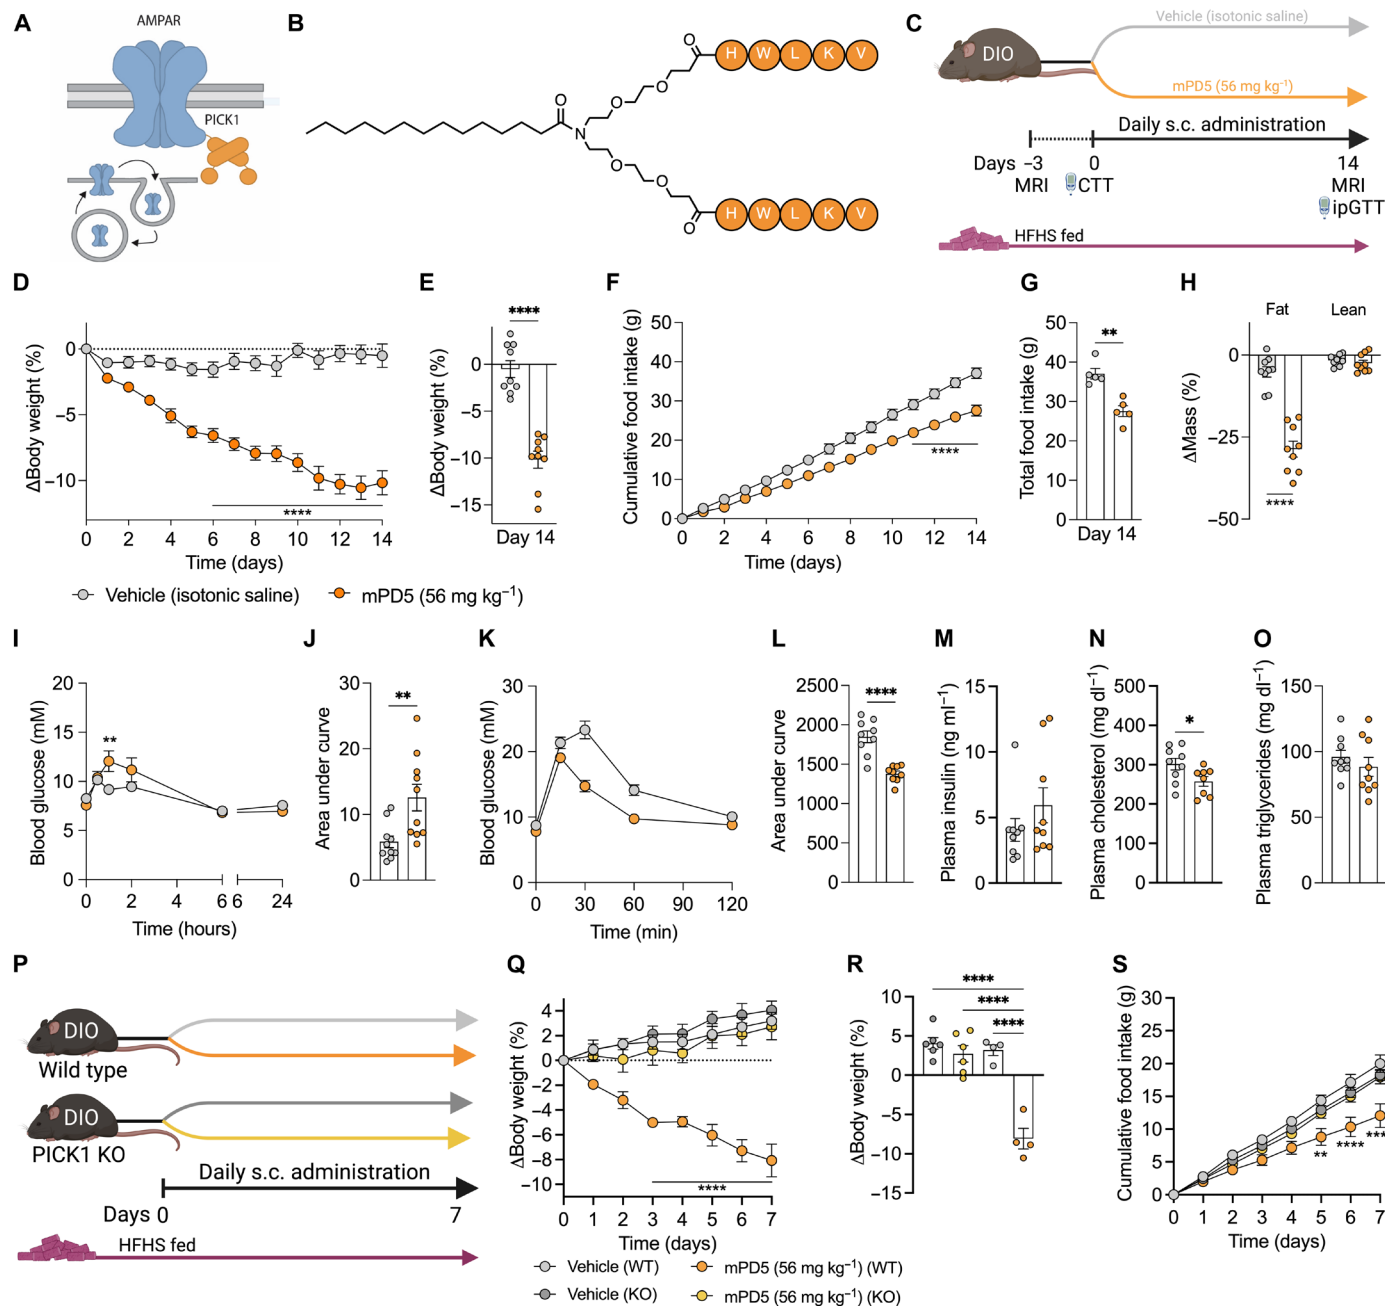 A
AMPAR
PICK1
B
O
O
O
O
N
O
O
O
H W L K V
H W L K V
C
Vehicle (isotonic saline)
DIO
mPD5 (56 mg kg⁻¹)
Daily s.c. administration
Days −3 0 14
MRI CTT MRI
ipGTT
HFHS fed
D
ΔBody weight (%)
0
−5
−10
****
0 2 4 6 8 10 12 14
Time (days)
E
ΔBody weight (%)
****
0
−5
−10
−15
Day 14
F
Cumulative food intake (g)
50
40
30
20
10
0
****
0 2 4 6 8 10 12 14
Time (days)
G
Total food intake (g)
50
40
30
20
10
0
**
Day 14
H
Fat Lean
ΔMass (%)
0
−25
−50
****
Vehicle (isotonic saline) mPD5 (56 mg kg⁻¹)
I
Blood glucose (mM)
20
15
10
5
0
**
0 2 4 6 6 24
Time (hours)
J
Area under curve
30
20
10
0
**
K
Blood glucose (mM)
30
20
10
0
0 30 60 90 120
Time (min)
L
Area under curve
2500
2000
1500
1000
500
0
****
M
Plasma insulin (ng ml⁻¹)
15
10
5
0
N
Plasma cholesterol (mg dl⁻¹)
500
400
300
200
100
0
*
O
Plasma triglycerides (mg dl⁻¹)
150
100
50
0
P
DIO
Wild type
DIO
PICK1 KO
Daily s.c. administration
Days 0 7
HFHS fed
Q
ΔBody weight (%)
4
2
0
−2
−4
−6
−8
−10
****
0 1 2 3 4 5 6 7
Time (days)
Vehicle (WT) mPD5 (56 mg kg⁻¹) (WT)
Vehicle (KO) mPD5 (56 mg kg⁻¹) (KO)
R
ΔBody weight (%)
10
5
0
−5
−10
−15
****
****
****
S
Cumulative food intake (g)
30
25
20
15
10
5
0
** **** ***
0 1 2 3 4 5 6 7
Time (days)